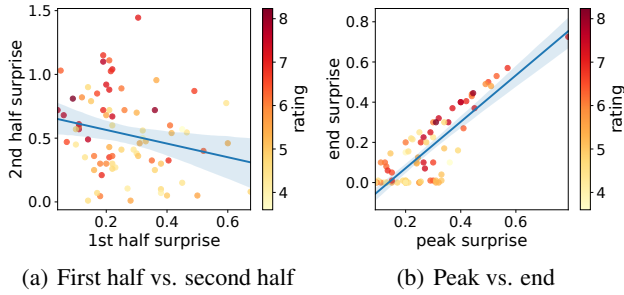 1.5
1.0
0.5
0.0
2nd half surprise
0.2 0.4 0.6
1st half surprise
8
7
6
5
4
rating
0.8
0.6
0.4
0.2
0.0
end surprise
0.2 0.4 0.6
peak surprise
8
7
6
5
4
rating
(a) First half vs. second half
(b) Peak vs. end